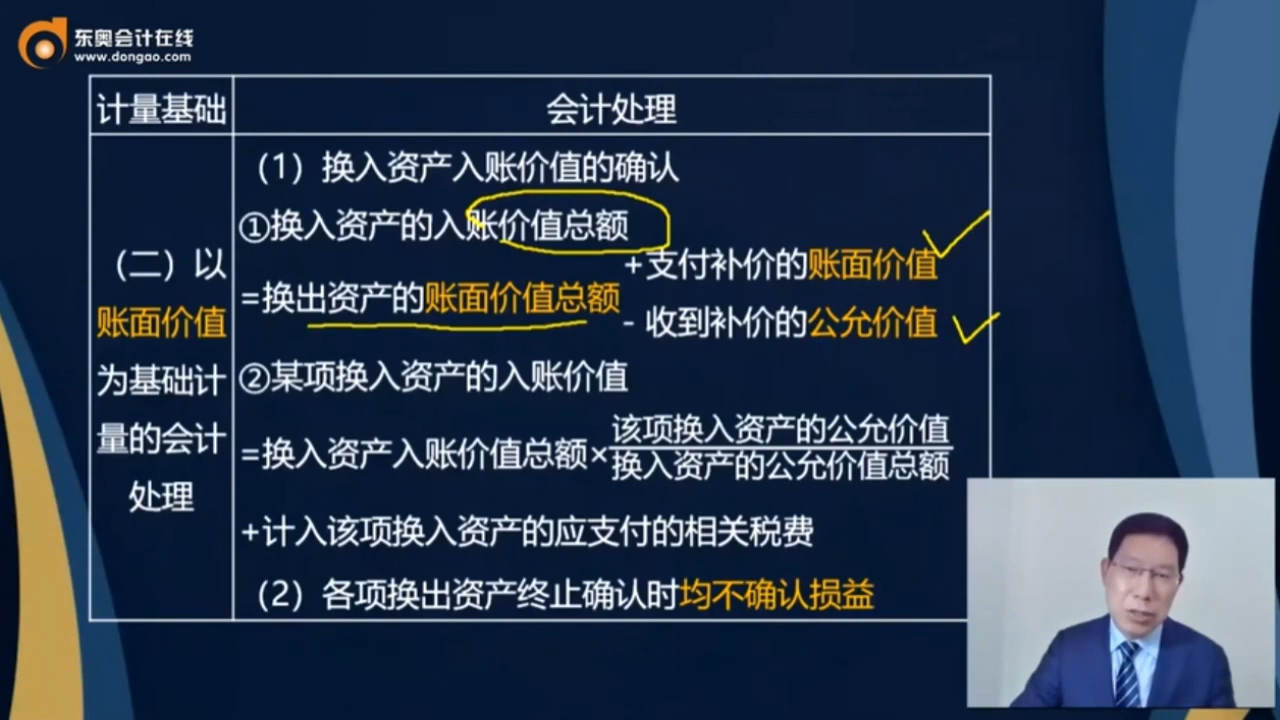 东奥会计在线
www.dongao.com
计量基础
会计处理
（二）以
账面价值
为基础计
量的会计
处理
（1）换入资产入账价值的确认
①换入资产的入账价值总额
=换出资产的账面价值总额
+支付补价的账面价值
- 收到补价的公允价值
②某项换入资产的入账价值
=换入资产入账价值总额×
该项换入资产的公允价值
换入资产的公允价值总额
+计入该项换入资产的应支付的相关税费
（2）各项换出资产终止确认时均不确认损益